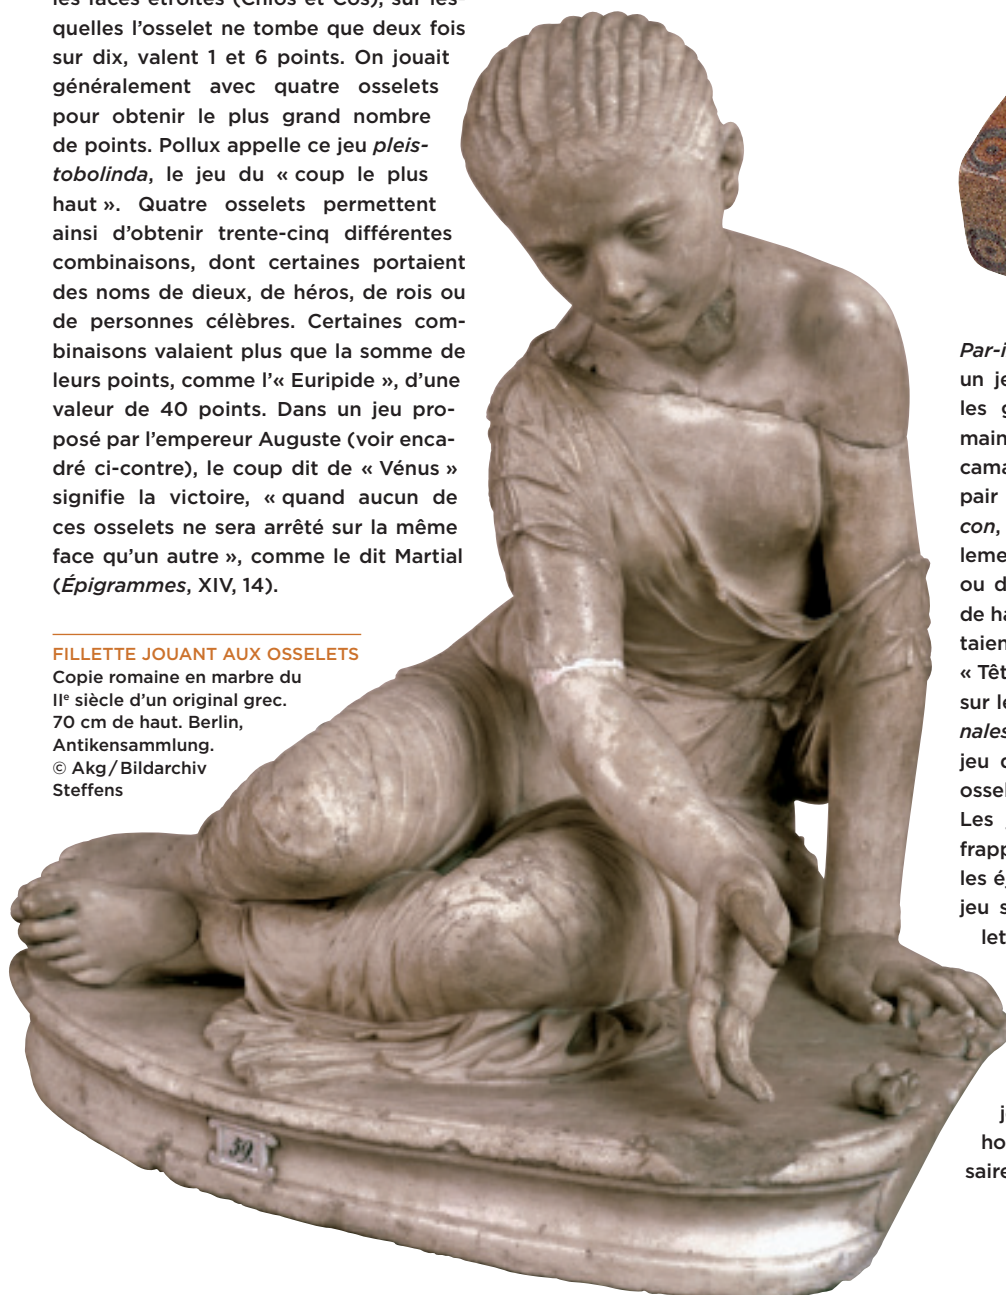 les faces étroites (Chios et Cos), sur les-
quelles l’osselet ne tombe que deux fois
sur dix, valent 1 et 6 points. On jouait
généralement avec quatre osselets
pour obtenir le plus grand nombre
de points. Pollux appelle ce jeu pleis-
tobolinda, le jeu du « coup le plus
haut ». Quatre osselets permettent
ainsi d’obtenir trente-cinq différentes
combinaisons, dont certaines portaient
des noms de dieux, de héros, de rois ou
de personnes célèbres. Certaines com-
binaisons valaient plus que la somme de
leurs points, comme l’« Euripide », d’une
valeur de 40 points. Dans un jeu pro-
posé par l’empereur Auguste (voir enca-
dré ci-contre), le coup dit de « Vénus »
signifie la victoire, « quand aucun de
ces osselets ne sera arrêté sur la même
face qu’un autre », comme le dit Martial
(Épigrammes, XIV, 14).
FILLETTE JOUANT AUX OSSELETS
Copie romaine en marbre du
IIe siècle d’un original grec.
70 cm de haut. Berlin,
Antikensammlung.
© Akg/Bildarchiv
Steffens
59.
Par-i
un je
les g
main
cama
pair
con,
leme
ou d
de ha
taien
« Têt
sur le
nales
jeu d
ossel
Les
frapp
les é
jeu s
let
j
ho
saire